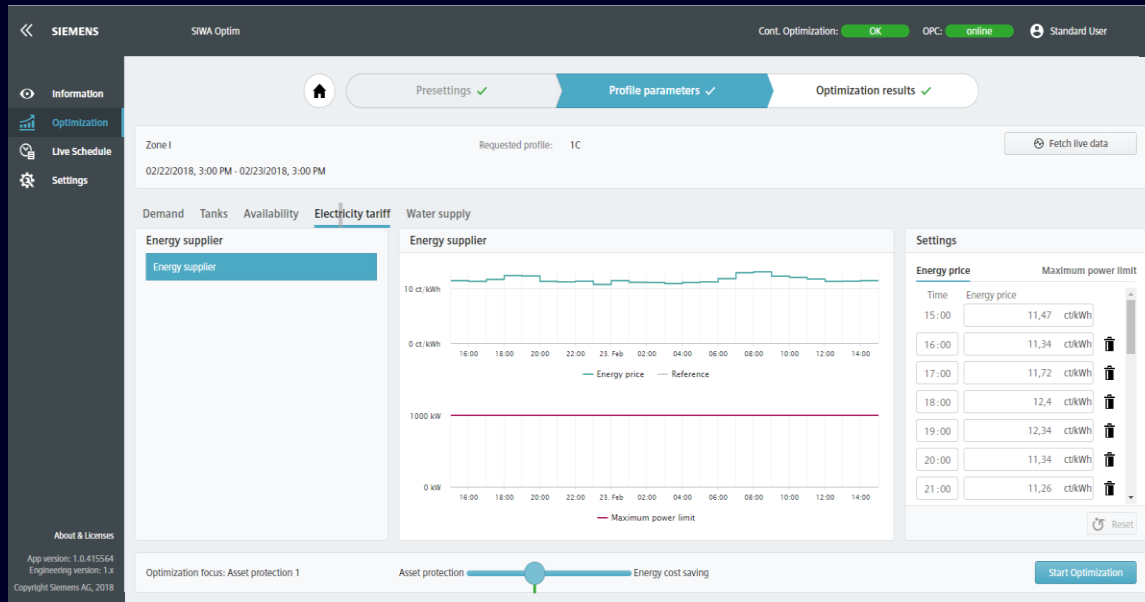 SIEMENS
SIWA Optim
Cont. Optimization: OK OPC: online Standard User
Information
Optimization
Live Schedule
Settings
About & Licenses
App version: 1.0.415564
Engineering version: 1.x
Copyright Siemens AG, 2018
Presettings
Profile parameters
Optimization results
Zone I
Requested profile: 1C
Fetch live data
02/22/2018, 3:00 PM - 02/23/2018, 3:00 PM
Demand Tanks Availability Electricity tariff Water supply
Energy supplier
Energy supplier
Energy supplier
10 ct/kWh
0 ct/kWh
16:00 18:00 20:00 22:00 23. Feb 02:00 04:00 06:00 08:00 10:00 12:00 14:00
Energy price Reference
1000 kW
0 kW
16:00 18:00 20:00 22:00 23. Feb 02:00 04:00 06:00 08:00 10:00 12:00 14:00
Maximum power limit
Settings
Energy price Maximum power limit
Time Energy price
15:00 11,47 ct/kWh
16:00 11,34 ct/kWh
17:00 11,72 ct/kWh
18:00 12,4 ct/kWh
19:00 12,34 ct/kWh
20:00 11,34 ct/kWh
21:00 11,26 ct/kWh
Reset
Optimization focus: Asset protection 1
Asset protection Energy cost saving
Start Optimization